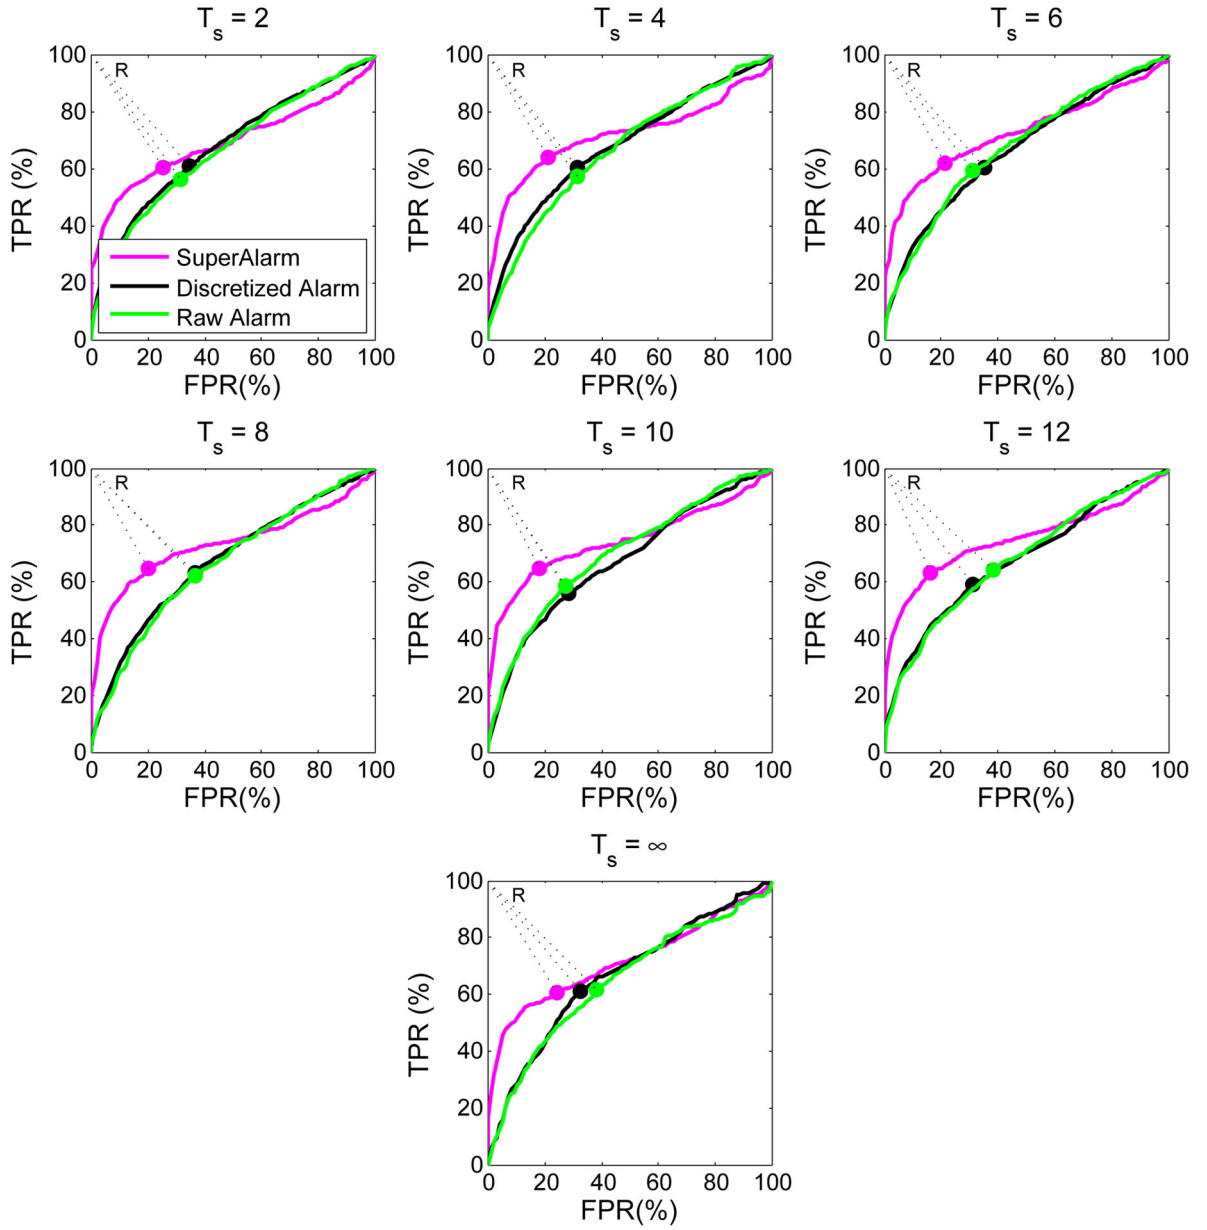 T_s = 2
T_s = 4
T_s = 6
100
80
60
40
20
0
TPR (%)
R
SuperAlarm
Discretized Alarm
Raw Alarm
0 20 40 60 80 100
FPR(%)
100
80
60
40
20
0
TPR (%)
R
0 20 40 60 80 100
FPR(%)
100
80
60
40
20
0
TPR (%)
R
0 20 40 60 80 100
FPR(%)
T_s = 8
T_s = 10
T_s = 12
100
80
60
40
20
0
TPR (%)
R
0 20 40 60 80 100
FPR(%)
100
80
60
40
20
0
TPR (%)
R
0 20 40 60 80 100
FPR(%)
100
80
60
40
20
0
TPR (%)
R
0 20 40 60 80 100
FPR(%)
T_s = ∞
100
80
60
40
20
0
TPR (%)
R
0 20 40 60 80 100
FPR(%)